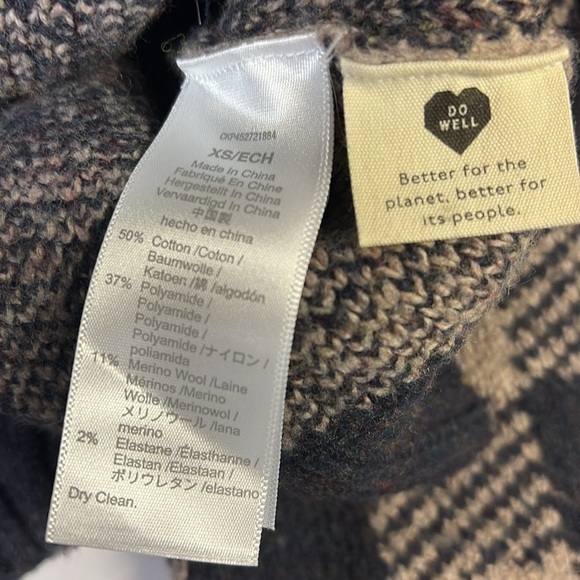 CKP452721884
XS/ECH
Made in China
Fabriqué En Chine
Hergestellt In China
Vervaardigd In China
中国製
hecho en china
50% Cotton /Coton /
Baumwolle /
Katoen /綿 /algodón
37% Polyamide /
Polyamide /
Polyamide /
Polyamide /ナイロン /
poliamida
11% Merino Wool /Laine
Mérinos /Merino
Wolle /Merinowol /
メリノウール /lana
merino
2% Elastane /Élasthanne /
Elastan /Elastaan /
ポリウレタン /elastano
Dry Clean.
DO
WELL
Better for the
planet, better for
its people.